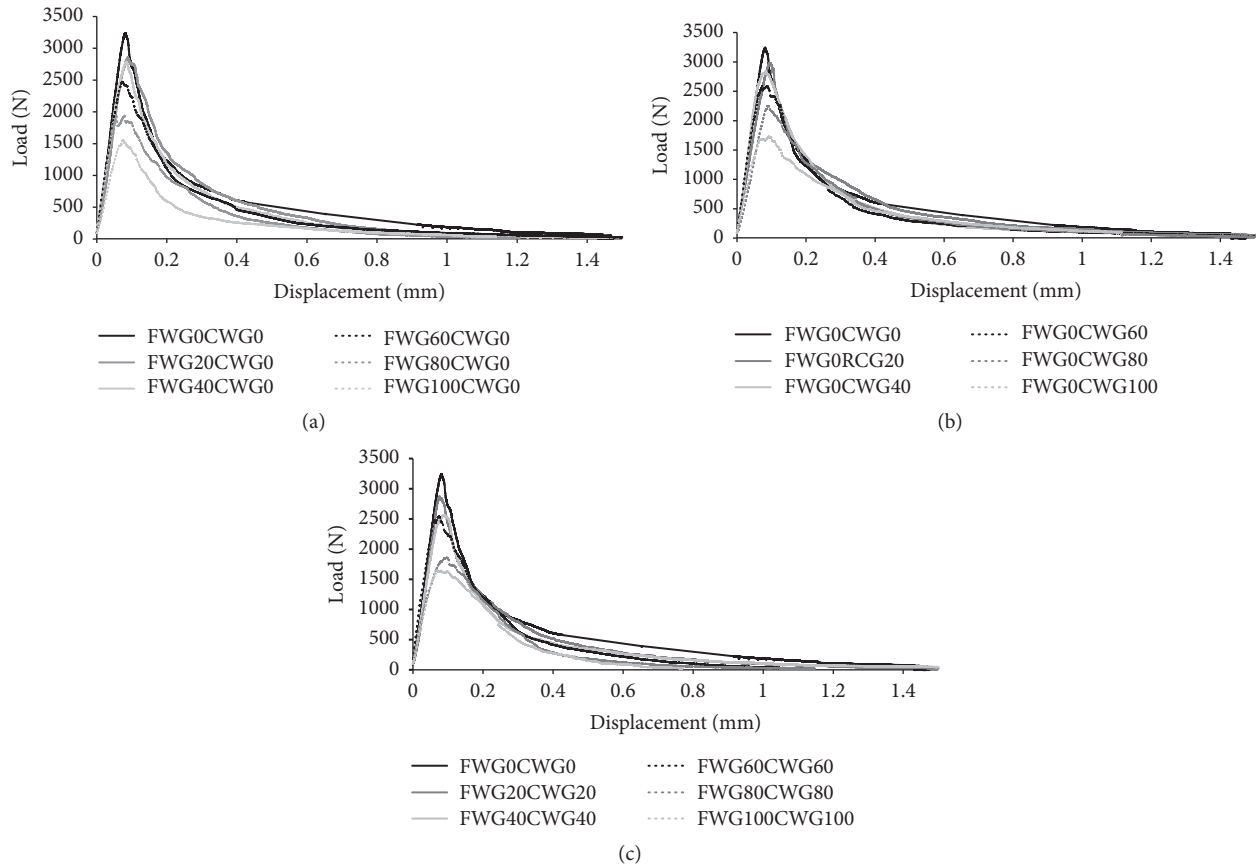 (a)
3500
3000
2500
2000
1500
1000
500
0
Load (N)
0 0.2 0.4 0.6 0.8 1 1.2 1.4
Displacement (mm)
FWG0CWG0 FWG60CWG0
FWG20CWG0 FWG80CWG0
FWG40CWG0 FWG100CWG0
(a)
3500
3000
2500
2000
1500
1000
500
0
Load (N)
0 0.2 0.4 0.6 0.8 1 1.2 1.4
Displacement (mm)
FWG0CWG0 FWG0CWG60
FWG0RCG20 FWG0CWG80
FWG0CWG40 FWG0CWG100
(b)
3500
3000
2500
2000
1500
1000
500
0
Load (N)
0 0.2 0.4 0.6 0.8 1 1.2 1.4
Displacement (mm)
FWG0CWG0 FWG60CWG60
FWG20CWG20 FWG80CWG80
FWG40CWG40 FWG100CWG100
(c)